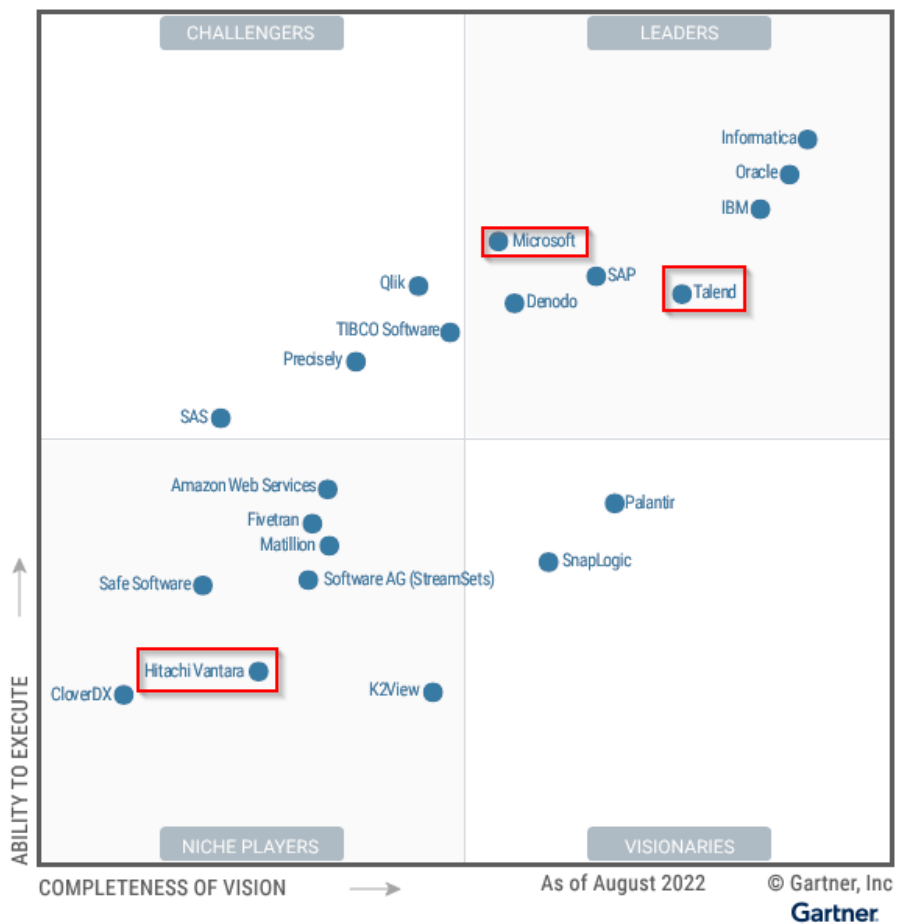 CHALLENGERS
LEADERS
Informatica
Oracle
IBM
Microsoft
SAP
Talend
Denodo
Qlik
TIBCO Software
Precisely
SAS
Amazon Web Services
Fivetran
Matillion
Software AG (StreamSets)
Safe Software
Hitachi Vantara
CloverDX
K2View
Palantir
SnapLogic
NICHE PLAYERS
VISIONARIES
ABILITY TO EXECUTE
COMPLETENESS OF VISION
As of August 2022
© Gartner, Inc
Gartner